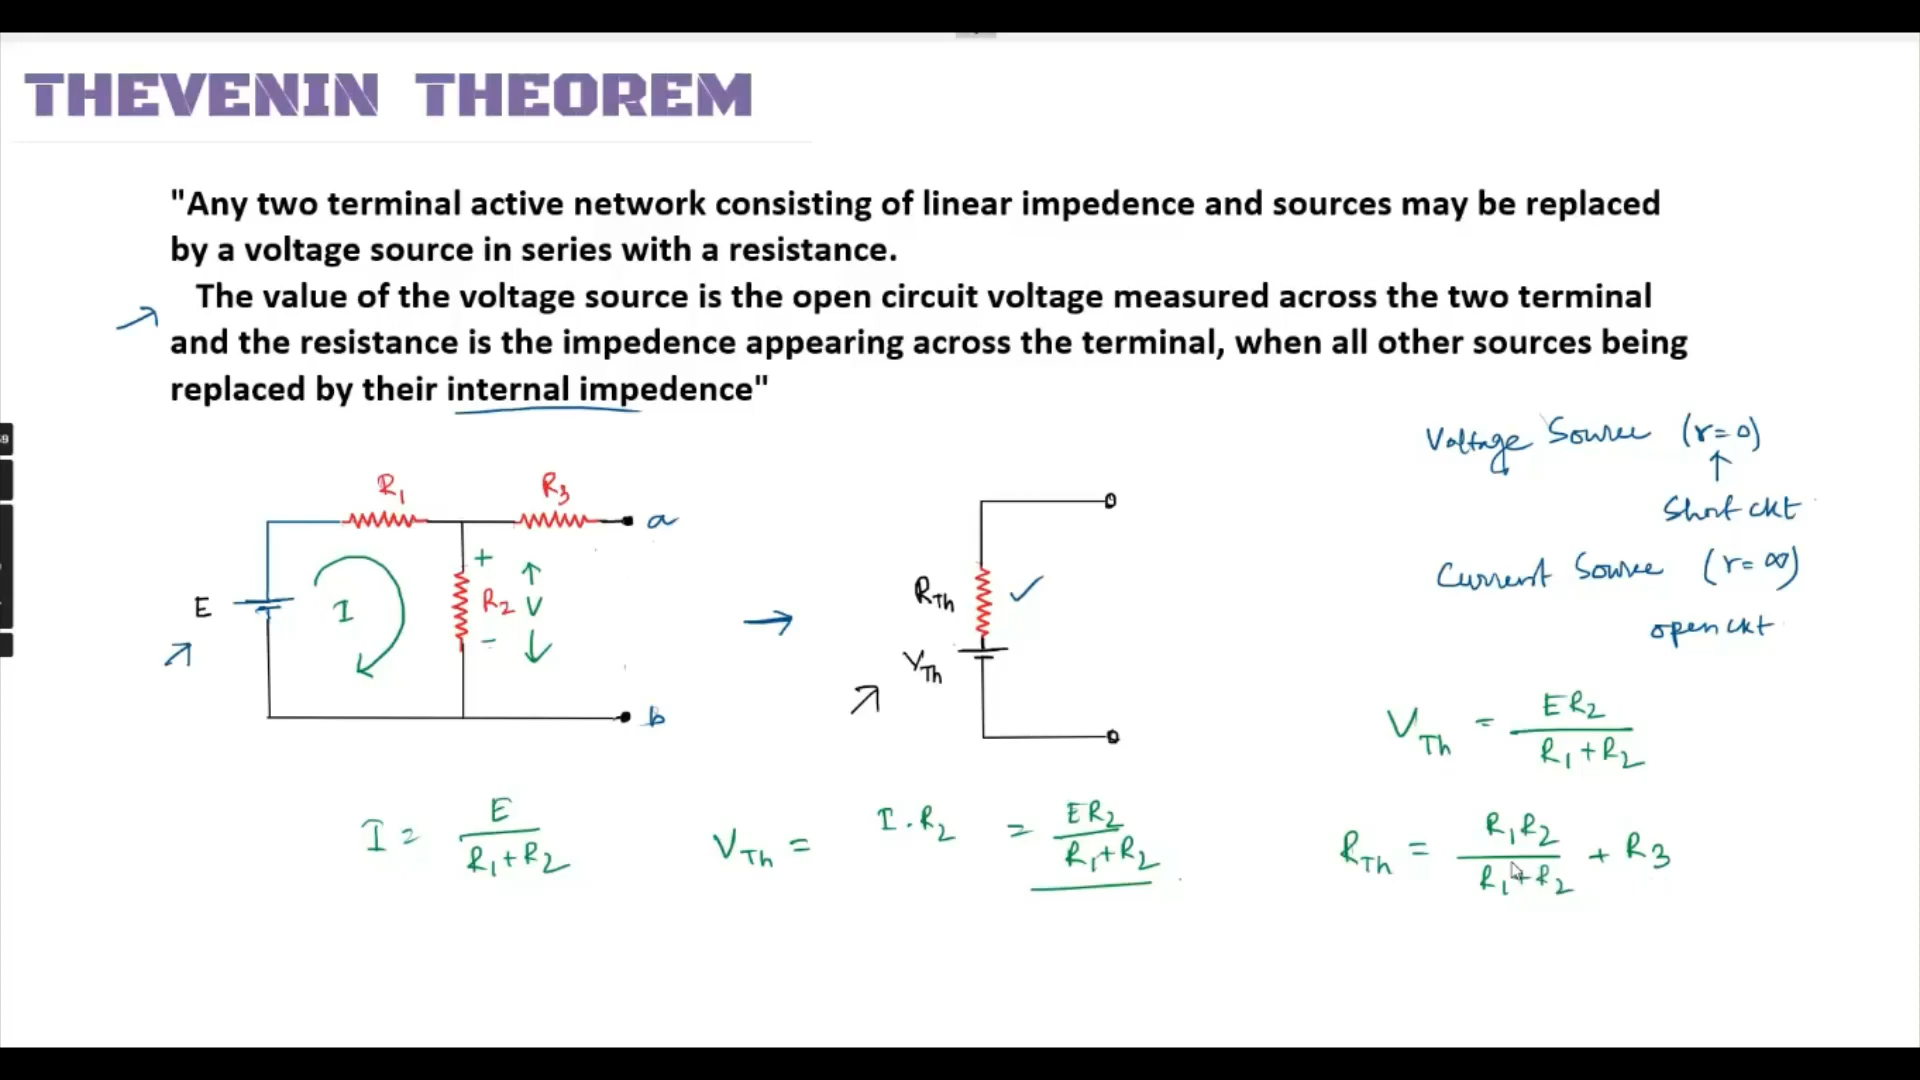 THEVENIN THEOREM
"Any two terminal active network consisting of linear impedence and sources may be replaced
by a voltage source in series with a resistance.
The value of the voltage source is the open circuit voltage measured across the two terminal
and the resistance is the impedence appearing across the terminal, when all other sources being
replaced by their internal impedence"
Voltage Source (r=0)
↑
Short ckt
Current Source (r=∞)
open ckt
R1 R3 a
+
E I R2 V
-
b
RTh ✓
VTh
VTh = ER2 / R1+R2
I = E / R1+R2
VTh = I.R2 = ER2 / R1+R2
RTh = R1R2 / R1+R2 + R3